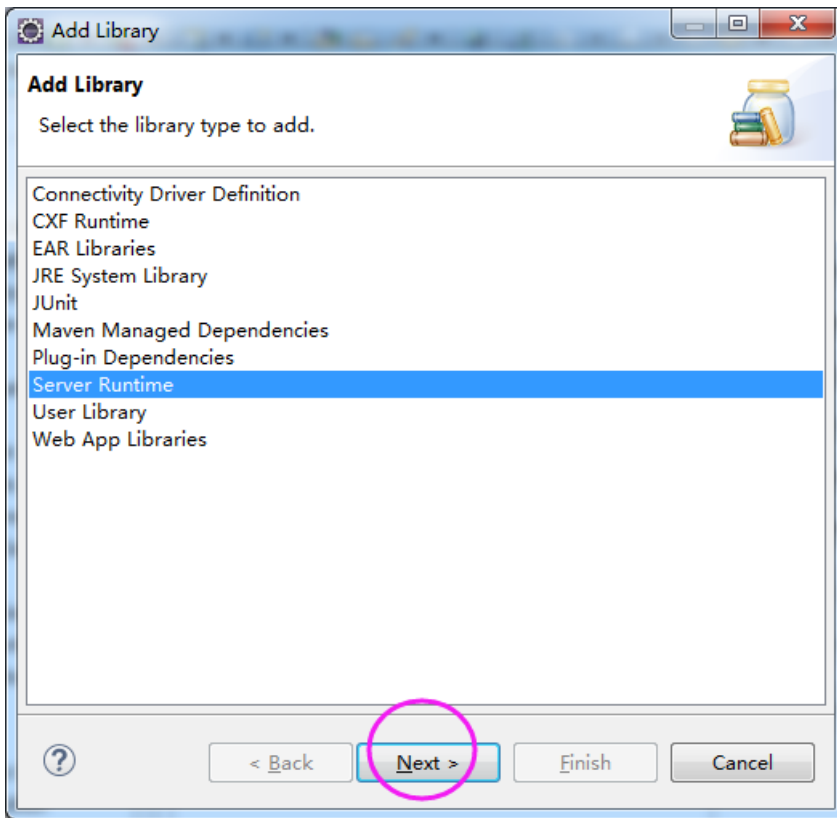 Add Library
Add Library
Select the library type to add.
Connectivity Driver Definition
CXF Runtime
EAR Libraries
JRE System Library
JUnit
Maven Managed Dependencies
Plug-in Dependencies
Server Runtime
User Library
Web App Libraries
? < Back Next > Finish Cancel